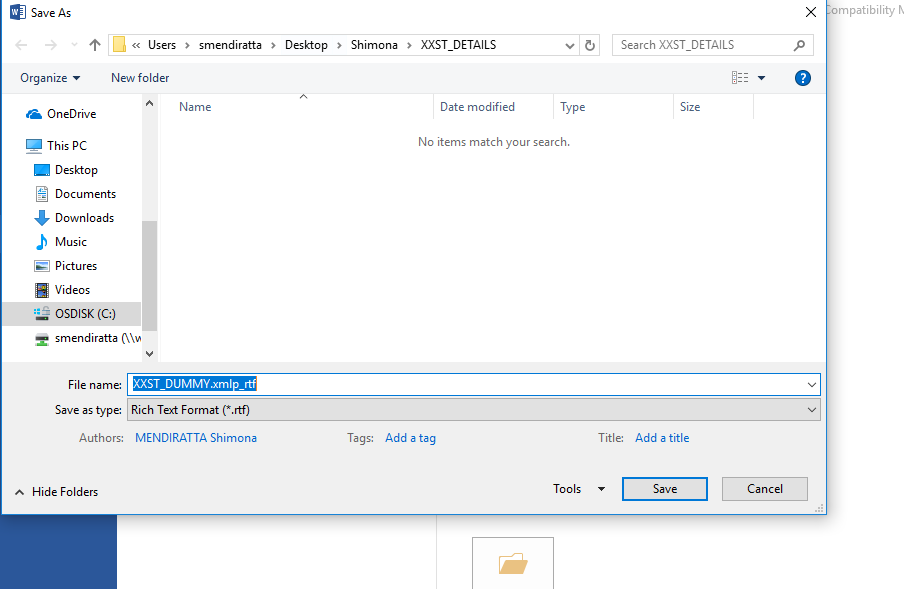 Save As
ompatibility M
« Users > smendiratta > Desktop > Shimona > XXST_DETAILS
Search XXST_DETAILS
Organize
New folder
?
Name
Date modified
Type
Size
No items match your search.
OneDrive
This PC
Desktop
Documents
Downloads
Music
Pictures
Videos
OSDISK (C:)
smendiratta (\\w
File name:
XXST_DUMMY.xmlp_rtf
Save as type:
Rich Text Format (*.rtf)
Authors:
MENDIRATTA Shimona
Tags:
Add a tag
Title:
Add a title
Hide Folders
Tools
Save
Cancel